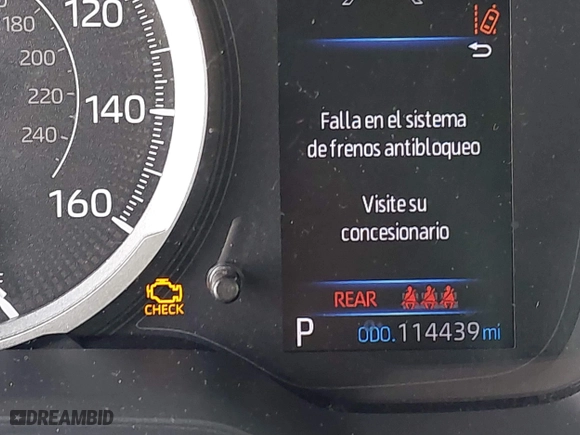 120
180
200
140
220
240
160
Falla en el sistema
de frenos antibloqueo
Visite su
concesionario
REAR
CHECK
P ODO. 114439 mi
DREAMBID